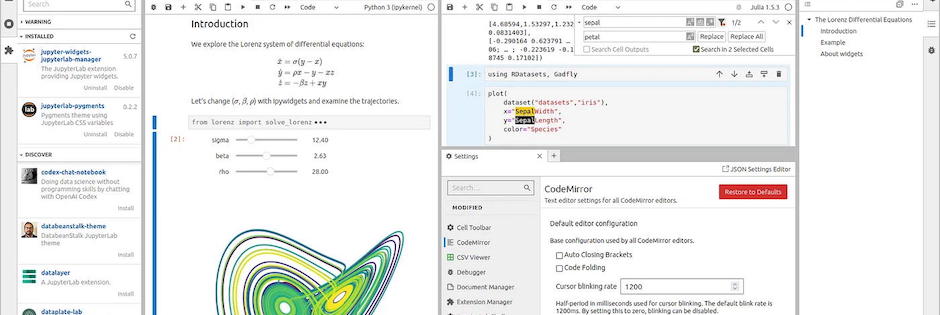 Search...
WARNING
INSTALLED
jupyter-widgets-
jupyterlab-manager
5.0.7
The JupyterLab extension
providing Jupyter widgets.
Uninstall Disable
jupyterlab-pygments
0.2.2
Pygments theme using
JupyterLab CSS variables
Uninstall Disable
DISCOVER
codex-chat-notebook
Doing data science without
programming skills by chatting
with OpenAI Codex
Install
databeanstalk-theme
DataBeanStalk JupyterLab
theme
Install
datalayer
A JupyterLab extension.
Install
dataplate-lab
Code
Python 3 (ipykernel)
Introduction
We explore the Lorenz system of differential equations:
ẋ = σ(y − x)
ẏ = ρx − y − xz
ż = −βz + xy
Let's change (σ, β, ρ) with ipywidgets and examine the trajectories.
from lorenz import solve_lorenz •••
[2]:
sigma 12.40
beta 2.63
rho 28.00
Code
Julia 1.5.3
[4.68594,1.53297,1.232
0.0831403],
[-0.290164 0.623791 …
06; … ; -0.223619 -0.1
8745 0.17102])
sepal
1/2
petal
Replace
Replace All
Search Cell Outputs
Search in 2 Selected Cells
[3]: using RDatasets, Gadfly
[4]: plot(
dataset("datasets","iris"),
x="SepalWidth",
y="SepalLength",
color="Species"
)
Settings
JSON Settings Editor
Search...
MODIFIED
Cell Toolbar
CodeMirror
CSV Viewer
Debugger
Document Manager
Extension Manager
CodeMirror
Text editor settings for all CodeMirror editors.
Restore to Defaults
Default editor configuration
Base configuration used by all CodeMirror editors.
Auto Closing Brackets
Code Folding
Cursor blinking rate
1200
Half-period in milliseconds used for cursor blinking. The default blink rate is
1200ms. By setting this to zero, blinking can be disabled.
The Lorenz Differential Equations
Introduction
Example
About widgets